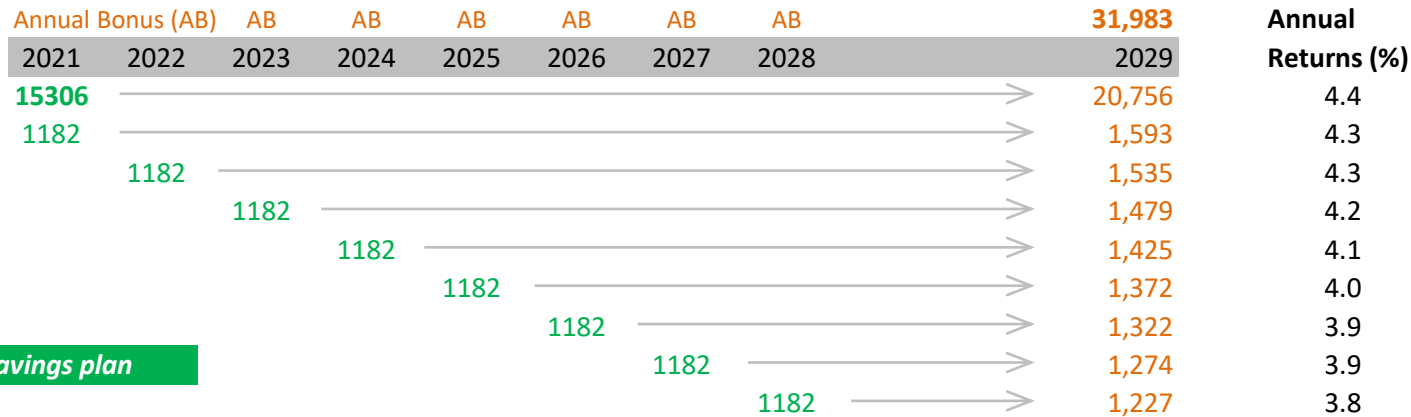 Annual Bonus (AB) AB AB AB AB AB AB 31,983 Annual
2021 2022 2023 2024 2025 2026 2027 2028 2029 Returns (%)
15306 20,756 4.4
1182 1,593 4.3
1182 1,535 4.3
1182 1,479 4.2
1182 1,425 4.1
1182 1,372 4.0
1182 1,322 3.9
avings plan 1182 1,274 3.9
1182 1,227 3.8